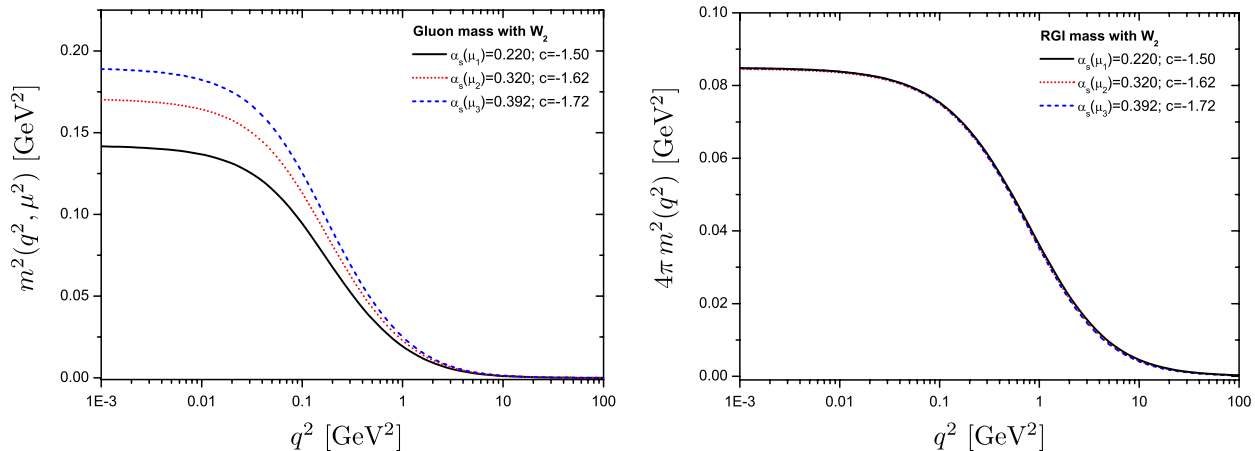 Gluon mass with W₂
αₛ(μ₁)=0.220; c=-1.50
αₛ(μ₂)=0.320; c=-1.62
αₛ(μ₃)=0.392; c=-1.72
m²(q², μ²) [GeV²]
0.20
0.15
0.10
0.05
0.00
1E-3 0.01 0.1 1 10 100
q² [GeV²]
RGI mass with W₂
αₛ(μ₁)=0.220; c=-1.50
αₛ(μ₂)=0.320; c=-1.62
αₛ(μ₃)=0.392; c=-1.72
4π m²(q²) [GeV²]
0.10
0.08
0.06
0.04
0.02
0.00
1E-3 0.01 0.1 1 10 100
q² [GeV²]